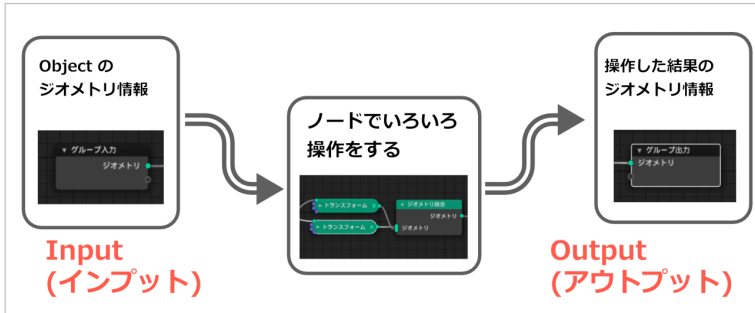 Object の
ジオメトリ情報
グループ入力
ジオメトリ
Input
(インプット)
ノードでいろいろ
操作をする
トランスフォーム
トランスフォーム
ジオメトリ統合
ジオメトリ
ジオメトリ
操作した結果の
ジオメトリ情報
グループ出力
ジオメトリ
Output
(アウトプット)